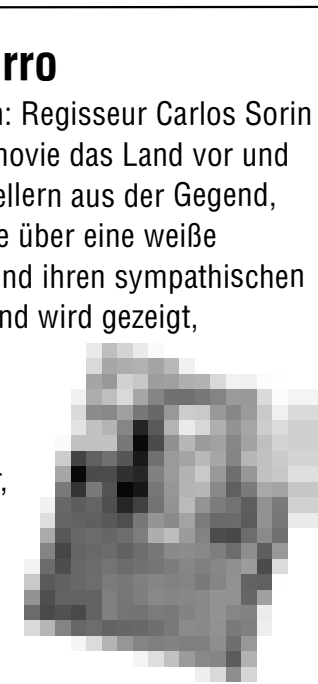 rro
: Regisseur Carlos Sorin
movie das Land vor und
ellern aus der Gegend,
e über eine weiße
nd ihren sympathischen
nd wird gezeigt,